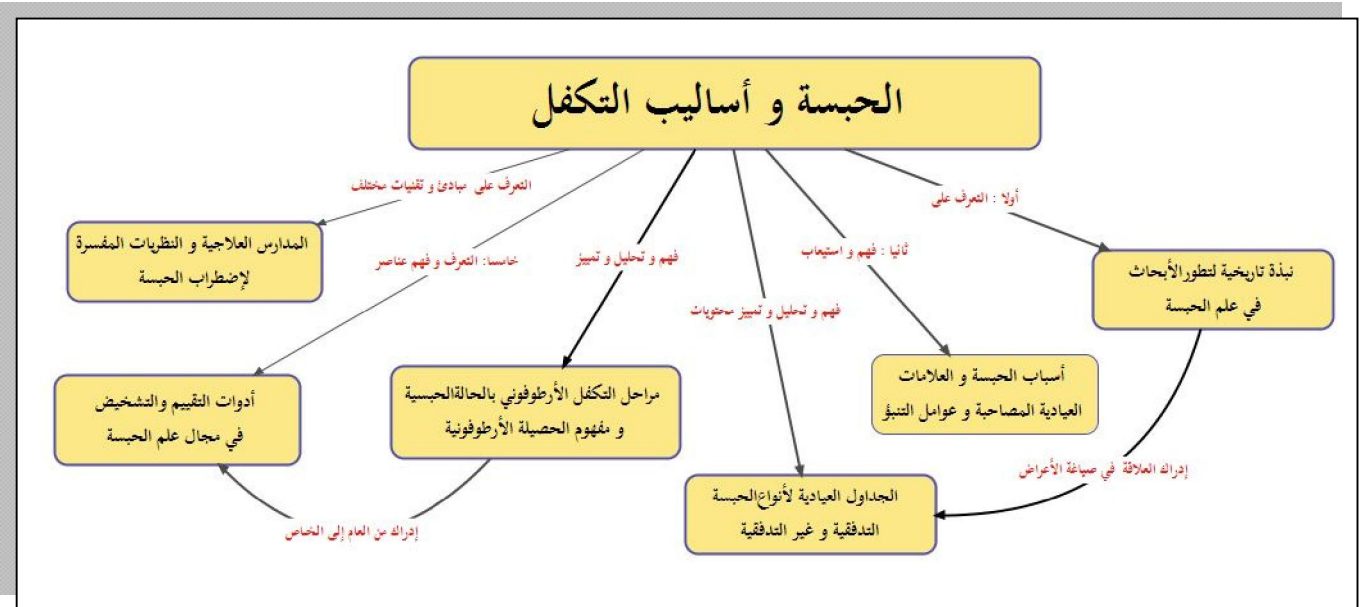 الحبسة و أساليب التكفل
أولا : التعرف على
نبذة تاريخية لتطورالأبحاث
في علم الحبسة
ثانيا : فهم و استيعاب
أسباب الحبسة و العلامات
العيادية المصاحبة و عوامل التنبؤ
فهم و تحليل و تمييز محتويات
الجداول العيادية لأنواعالحبسة
التدفقية و غير التدفقية
إدراك العلاقة في صياغة الأعراض
فهم و تحليل و تمييز
مراحل التكفل الأرطوفوني بالحالةالحبسية
و مفهوم الحصيلة الأرطوفونية
خامسا: التعرف و فهم عناصر
أدوات التقييم والتشخيض
في مجال علم الحبسة
إدراك من العام إلى الخاص
التعرف على مبادئ و تقنيات مختلف
المدارس العلاجية و النظريات المفسرة
لإضطراب الحبسة